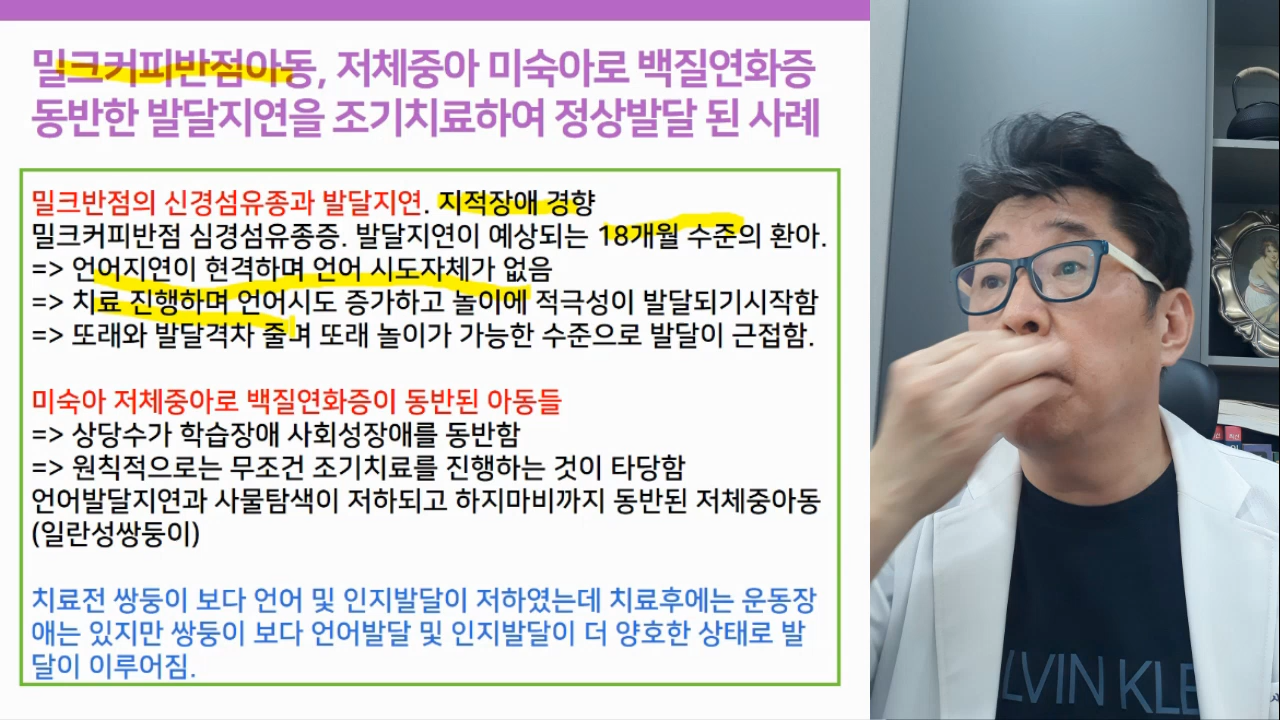 밀크커피반점아동, 저체중아 미숙아로 백질연화증
동반한 발달지연을 조기치료하여 정상발달 된 사례
밀크반점의 신경섬유종과 발달지연. 지적장애 경향
밀크커피반점 심경섬유종증. 발달지연이 예상되는 18개월 수준의 환아.
=> 언어지연이 현격하며 언어 시도자체가 없음
=> 치료 진행하며 언어시도 증가하고 놀이에 적극성이 발달되기시작함
=> 또래와 발달격차 줄며 또래 놀이가 가능한 수준으로 발달이 근접함.
미숙아 저체중아로 백질연화증이 동반된 아동들
=> 상당수가 학습장애 사회성장애를 동반함
=> 원칙적으로는 무조건 조기치료를 진행하는 것이 타당함
언어발달지연과 사물탐색이 저하되고 하지마비까지 동반된 저체중아동
(일란성쌍둥이)
치료전 쌍둥이 보다 언어 및 인지발달이 저하였는데 치료후에는 운동장
애는 있지만 쌍둥이 보다 언어발달 및 인지발달이 더 양호한 상태로 발
달이 이루어짐.
LVIN KLE